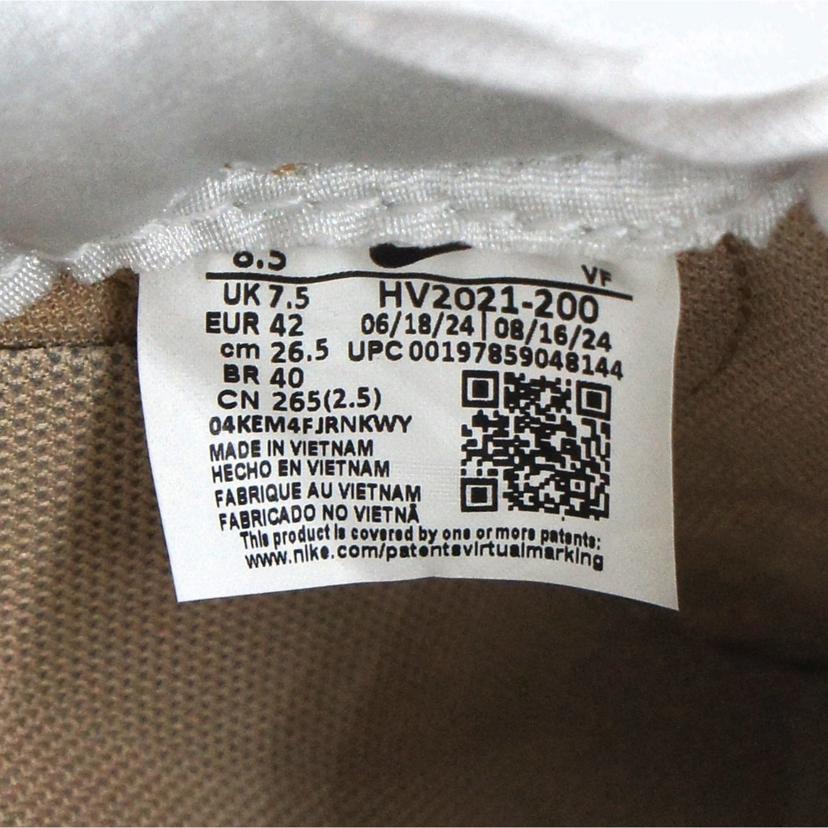 8.5
VF
UK 7.5 HV2021-200
EUR 42 06/18/24 | 08/16/24
cm 26.5 UPC 00197859048144
BR 40
CN 265(2.5)
04KEM4FJRNKWY
MADE IN VIETNAM
HECHO EN VIETNAM
FABRIQUE AU VIETNAM
FABRICADO NO VIETNÃ
This product is covered by one or more patents:
www.nike.com/patentsvirtualmarking